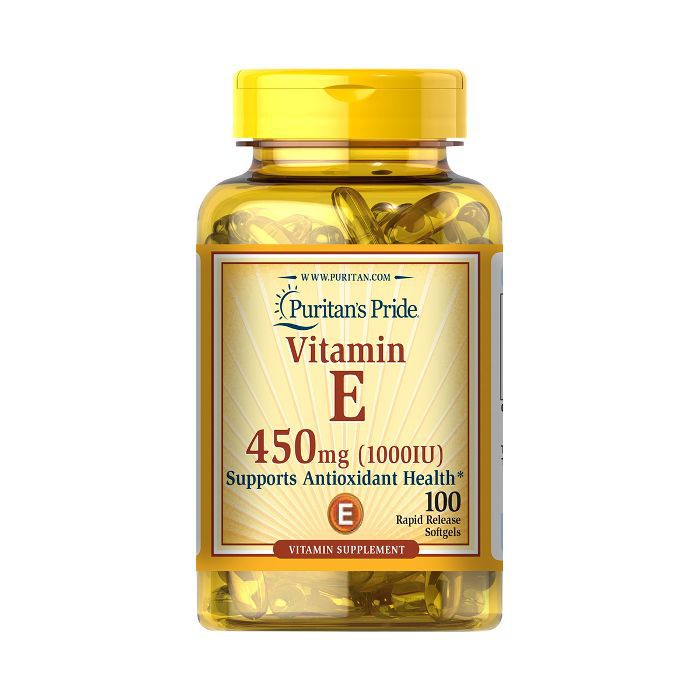 WWW.PURITAN.COM
Puritan's Pride®
Vitamin
E
450mg (1000IU)
Supports Antioxidant Health*
E
100
Rapid Release
Softgels
VITAMIN SUPPLEMENT